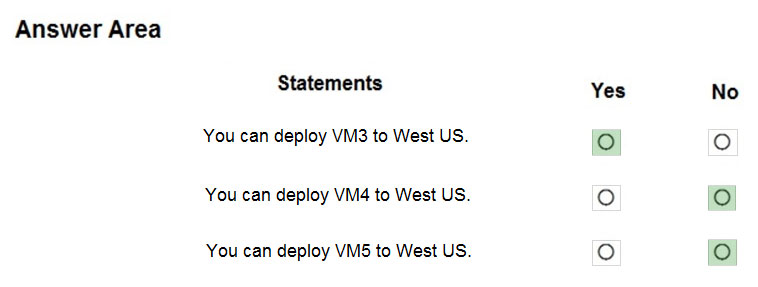 Answer Area
Statements Yes No
You can deploy VM3 to West US.
You can deploy VM4 to West US.
You can deploy VM5 to West US.